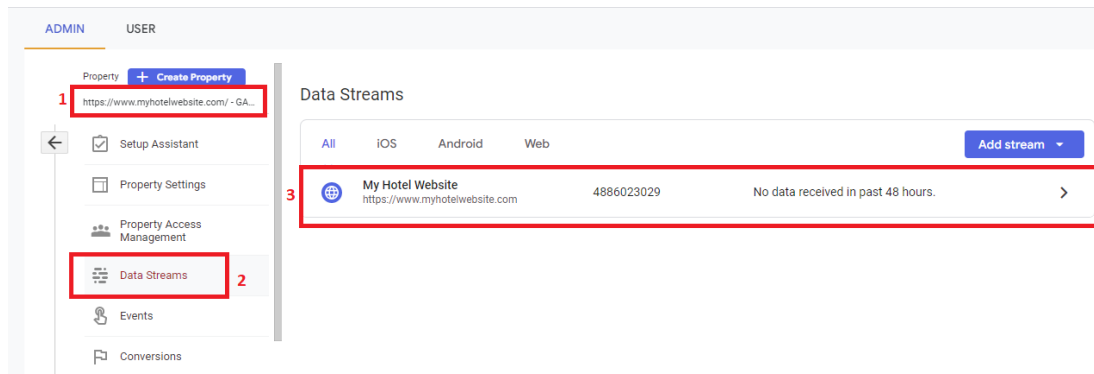 ADMIN USER
Property + Create Property
1 https://www.myhotelwebsite.com/ - GA...
Setup Assistant
Property Settings
Property Access
Management
Data Streams 2
Events
Conversions
Data Streams
All iOS Android Web Add stream
3 My Hotel Website 4886023029 No data received in past 48 hours.
https://www.myhotelwebsite.com